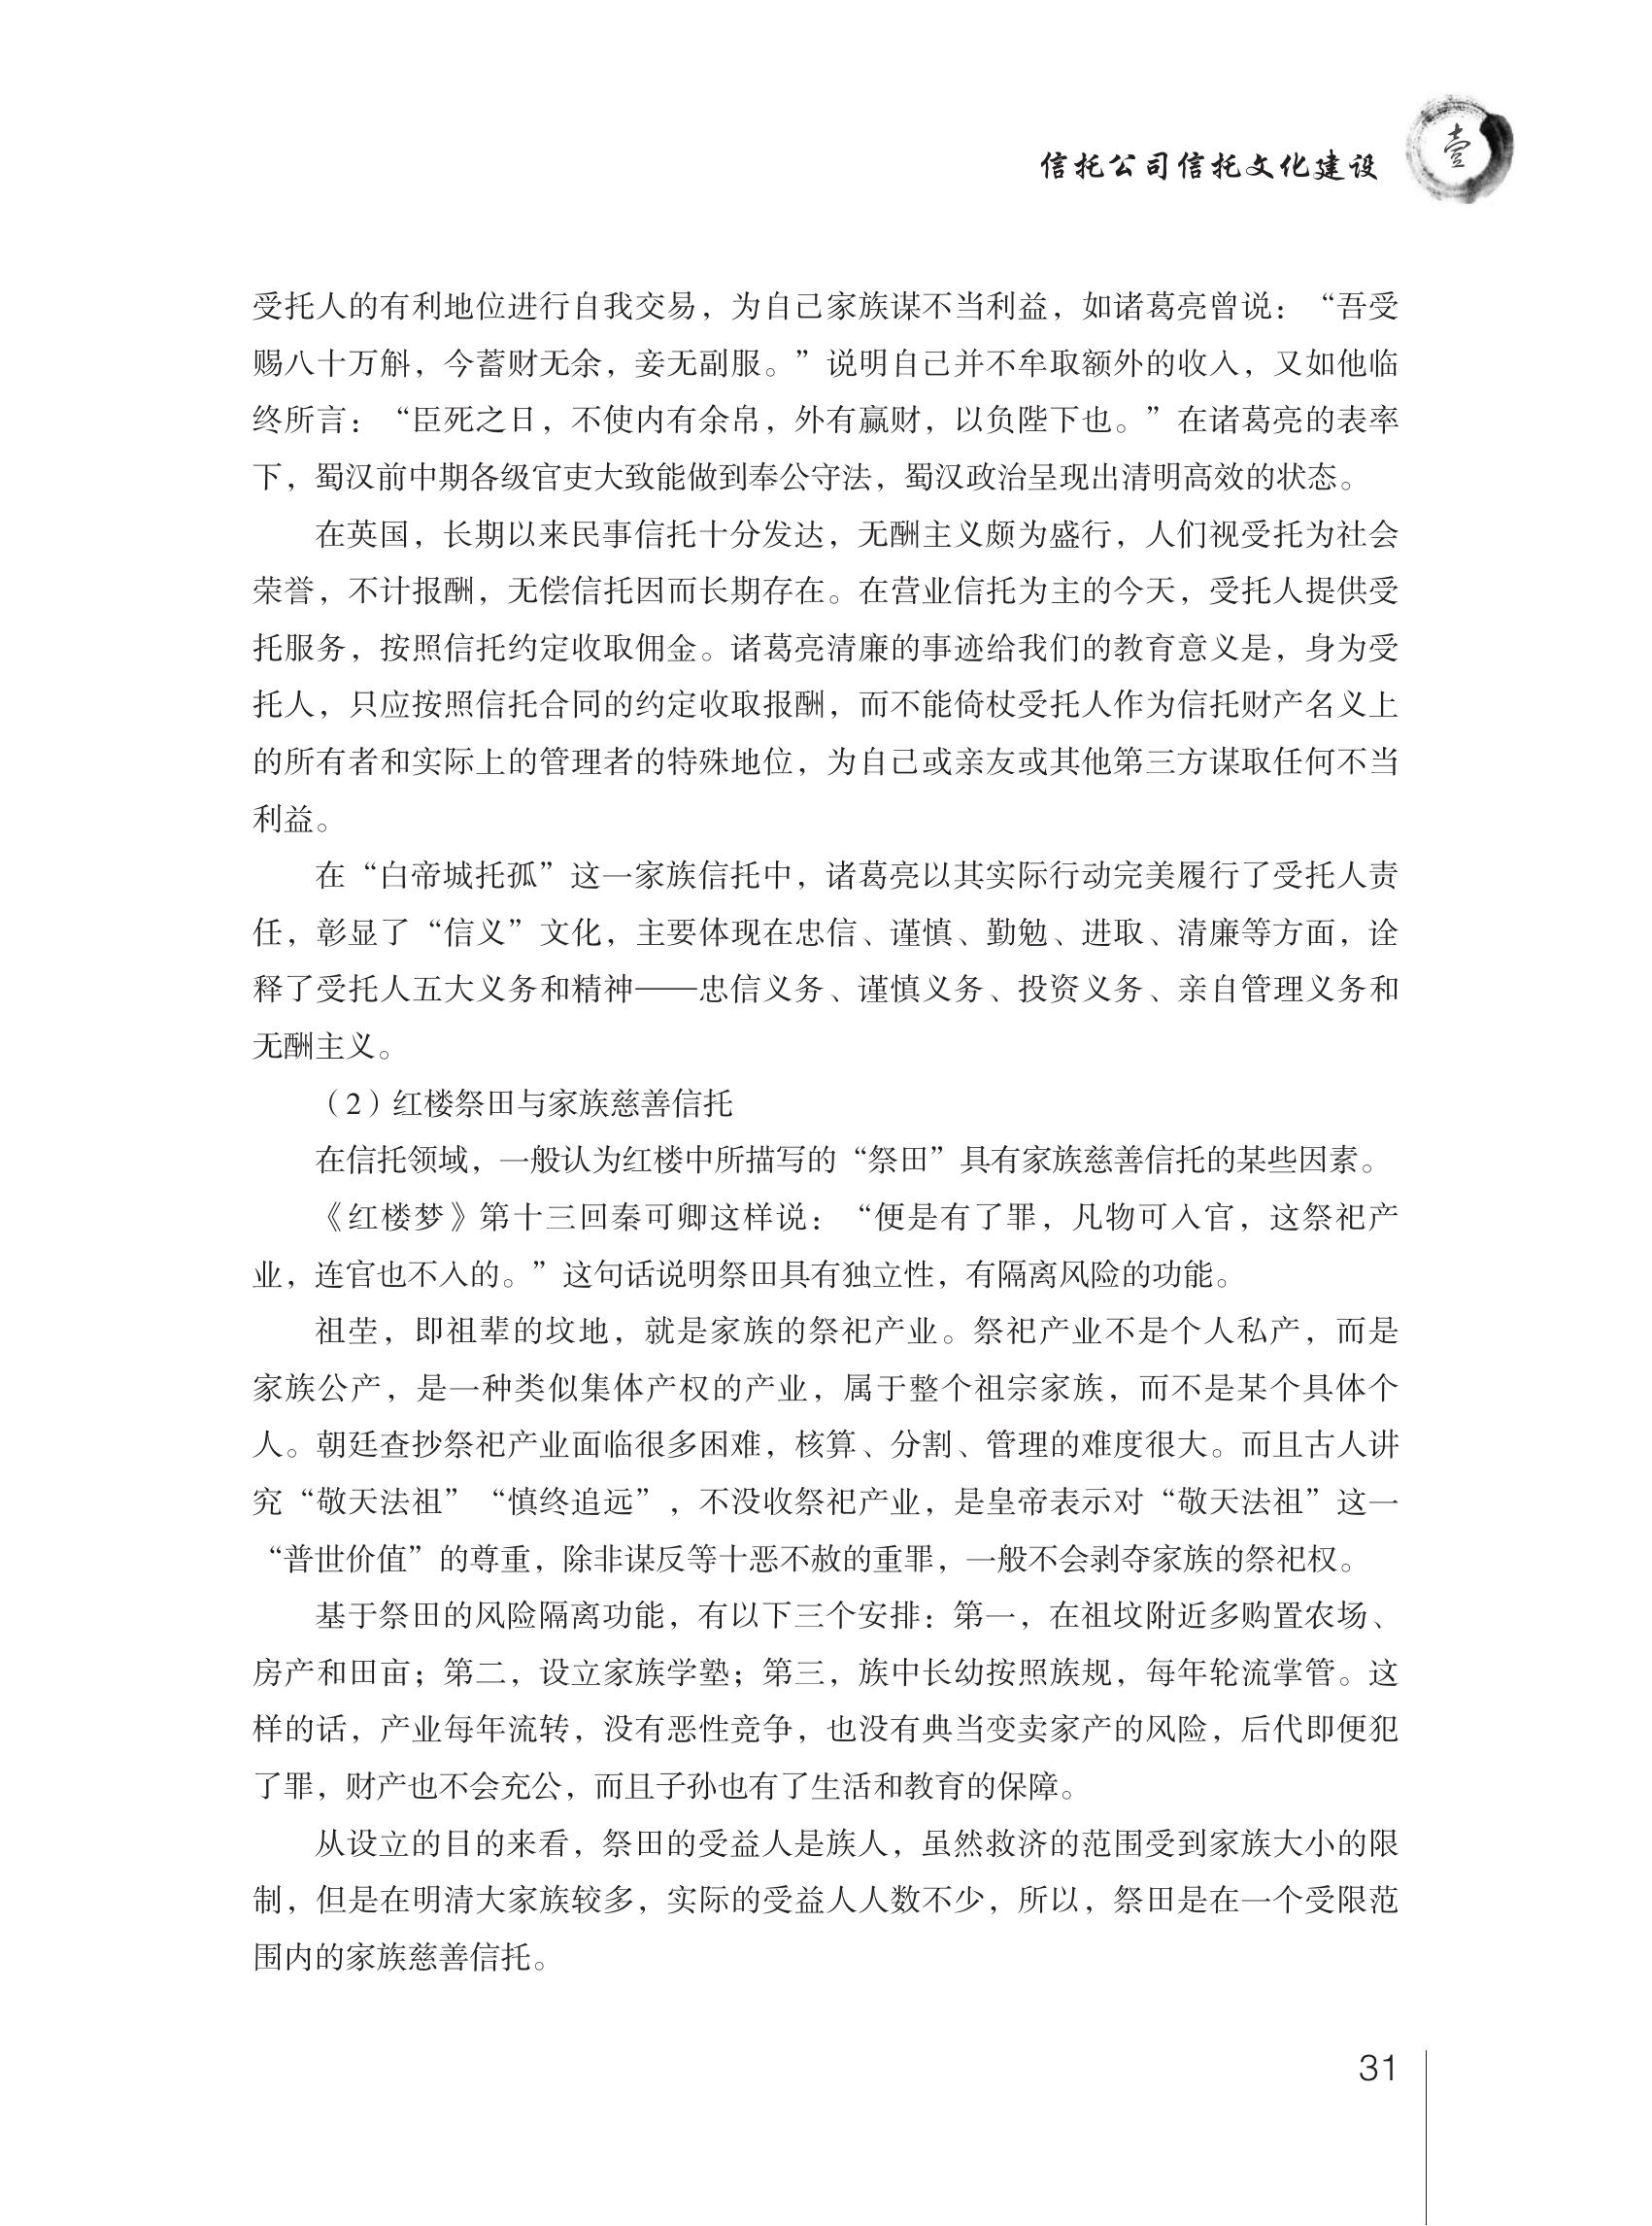 信托公司信托文化建设
壹
受托人的有利地位进行自我交易，为自己家族谋不当利益，如诸葛亮曾说：“吾受
赐八十万斛，今蓄财无余，妾无副服。”说明自己并不牟取额外的收入，又如他临
终所言：“臣死之日，不使内有余帛，外有赢财，以负陛下也。”在诸葛亮的表率
下，蜀汉前中期各级官吏大致能做到奉公守法，蜀汉政治呈现出清明高效的状态。
在英国，长期以来民事信托十分发达，无酬主义颇为盛行，人们视受托为社会
荣誉，不计报酬，无偿信托因而长期存在。在营业信托为主的今天，受托人提供受
托服务，按照信托约定收取佣金。诸葛亮清廉的事迹给我们的教育意义是，身为受
托人，只应按照信托合同的约定收取报酬，而不能倚杖受托人作为信托财产名义上
的所有者和实际上的管理者的特殊地位，为自己或亲友或其他第三方谋取任何不当
利益。
在“白帝城托孤”这一家族信托中，诸葛亮以其实际行动完美履行了受托人责
任，彰显了“信义”文化，主要体现在忠信、谨慎、勤勉、进取、清廉等方面，诠
释了受托人五大义务和精神——忠信义务、谨慎义务、投资义务、亲自管理义务和
无酬主义。
（2）红楼祭田与家族慈善信托
在信托领域，一般认为红楼中所描写的“祭田”具有家族慈善信托的某些因素。
《红楼梦》第十三回秦可卿这样说：“便是有了罪，凡物可入官，这祭祀产
业，连官也不入的。”这句话说明祭田具有独立性，有隔离风险的功能。
祖茔，即祖辈的坟地，就是家族的祭祀产业。祭祀产业不是个人私产，而是
家族公产，是一种类似集体产权的产业，属于整个祖宗家族，而不是某个具体个
人。朝廷查抄祭祀产业面临很多困难，核算、分割、管理的难度很大。而且古人讲
究“敬天法祖”“慎终追远”，不没收祭祀产业，是皇帝表示对“敬天法祖”这一
“普世价值”的尊重，除非谋反等十恶不赦的重罪，一般不会剥夺家族的祭祀权。
基于祭田的风险隔离功能，有以下三个安排：第一，在祖坟附近多购置农场、
房产和田亩；第二，设立家族学塾；第三，族中长幼按照族规，每年轮流掌管。这
样的话，产业每年流转，没有恶性竞争，也没有典当变卖家产的风险，后代即便犯
了罪，财产也不会充公，而且子孙也有了生活和教育的保障。
从设立的目的来看，祭田的受益人是族人，虽然救济的范围受到家族大小的限
制，但是在明清大家族较多，实际的受益人人数不少，所以，祭田是在一个受限范
围内的家族慈善信托。
31